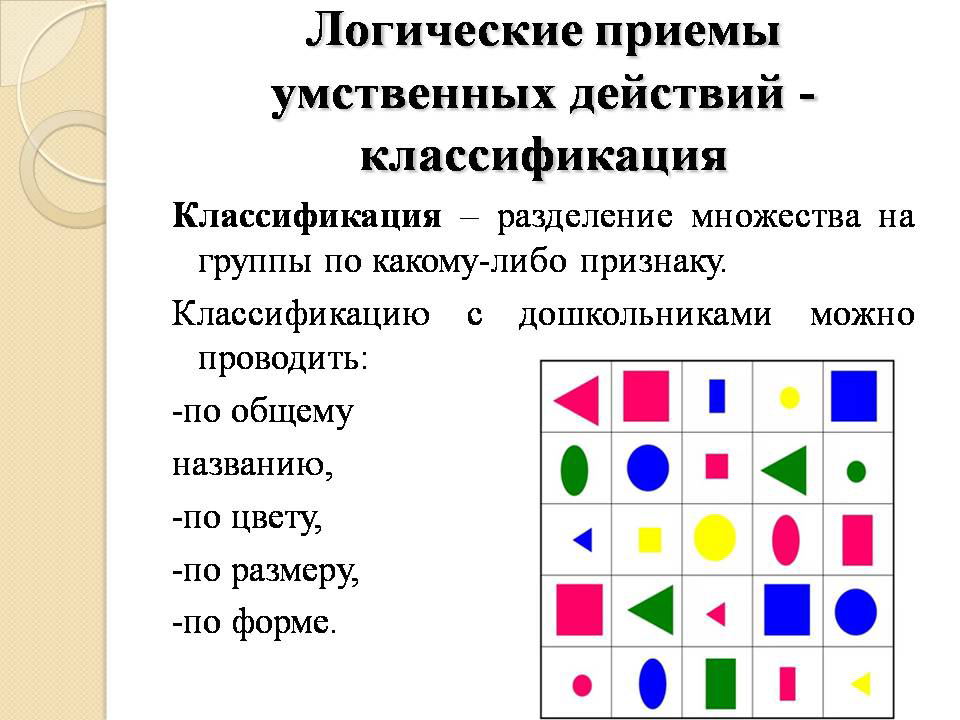 Логические приемы
умственных действий -
классификация
Классификация – разделение множества на
группы по какому-либо признаку.
Классификацию с дошкольниками можно
проводить:
-по общему
названию,
-по цвету,
-по размеру,
-по форме.